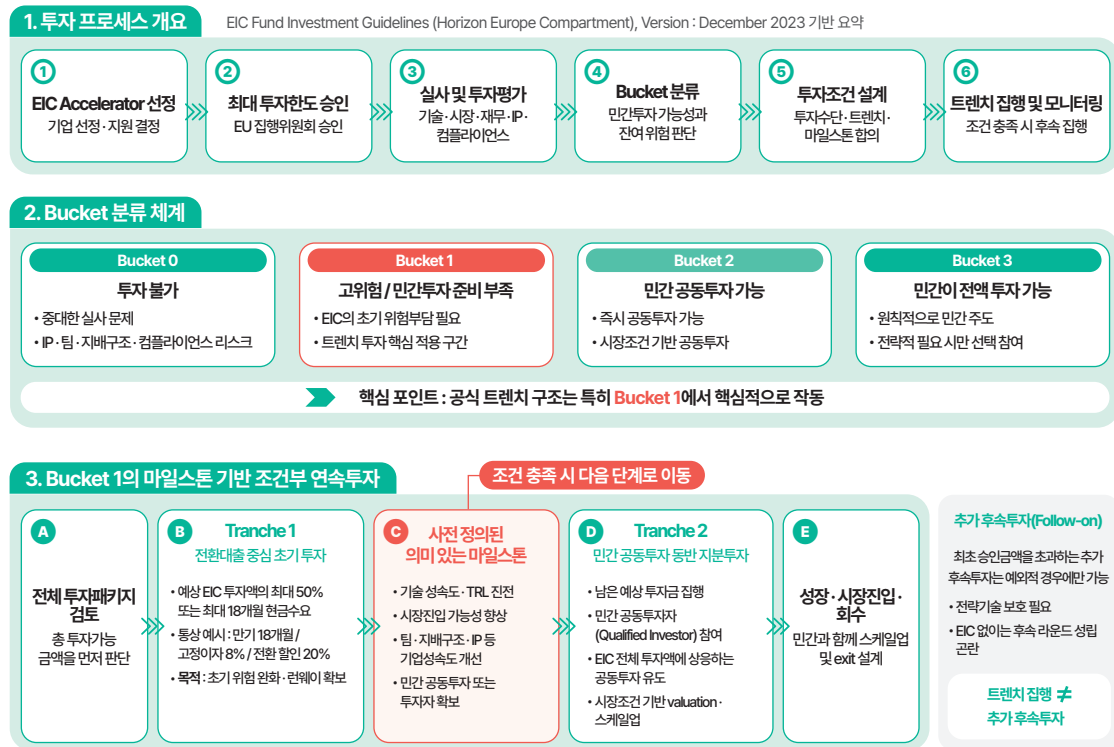 1. 투자 프로세스 개요
EIC Fund Investment Guidelines (Horizon Europe Compartment), Version : December 2023 기반 요약
1
EIC Accelerator 선정
기업 선정·지원 결정
2
최대 투자한도 승인
EU 집행위원회 승인
3
실사 및 투자평가
기술·시장·재무·IP·
컴플라이언스
4
Bucket 분류
민간투자 가능성과
잔여 위험 판단
5
투자조건 설계
투자수단·트렌치·
마일스톤 합의
6
트렌치 집행 및 모니터링
조건 충족 시 후속 집행
2. Bucket 분류 체계
Bucket 0
투자 불가
• 중대한 실사 문제
• IP·팀·지배구조·컴플라이언스 리스크
Bucket 1
고위험 / 민간투자 준비 부족
• EIC의 초기 위험부담 필요
• 트렌치 투자 핵심 적용 구간
Bucket 2
민간 공동투자 가능
• 즉시 공동투자 가능
• 시장조건 기반 공동투자
Bucket 3
민간이 전액 투자 가능
• 원칙적으로 민간 주도
• 전략적 필요 시만 선택 참여
핵심 포인트 : 공식 트렌치 구조는 특히 Bucket 1에서 핵심적으로 작동
3. Bucket 1의 마일스톤 기반 조건부 연속투자
조건 충족 시 다음 단계로 이동
A
전체 투자패키지
검토
총 투자가능
금액을 먼저 판단
B
Tranche 1
전환대출 중심 초기 투자
• 예상 EIC 투자액의 최대 50%
또는 최대 18개월 현금수요
• 통상 예시 : 만기 18개월 /
고정이자 8% / 전환 할인 20%
• 목적 : 초기 위험 완화·런웨이 확보
C
사전 정의된
의미 있는 마일스톤
• 기술 성숙도·TRL 진전
• 시장진입 가능성 향상
• 팀·지배구조·IP 등
기업성숙도 개선
• 민간 공동투자 또는
투자자 확보
D
Tranche 2
민간 공동투자 동반 지분투자
• 남은 예상 투자금 집행
• 민간 공동투자자
(Qualified Investor) 참여
• EIC 전체 투자액에 상응하는
공동투자 유도
• 시장조건 기반 valuation·
스케일업
E
성장·시장진입·
회수
민간과 함께 스케일업
및 exit 설계
추가 후속투자(Follow-on)
최초 승인금액을 초과하는 추가
후속투자는 예외적 경우에만 가능
• 전략기술 보호 필요
• EIC 없이는 후속 라운드 성립
곤란
트렌치 집행 ≠
추가 후속투자